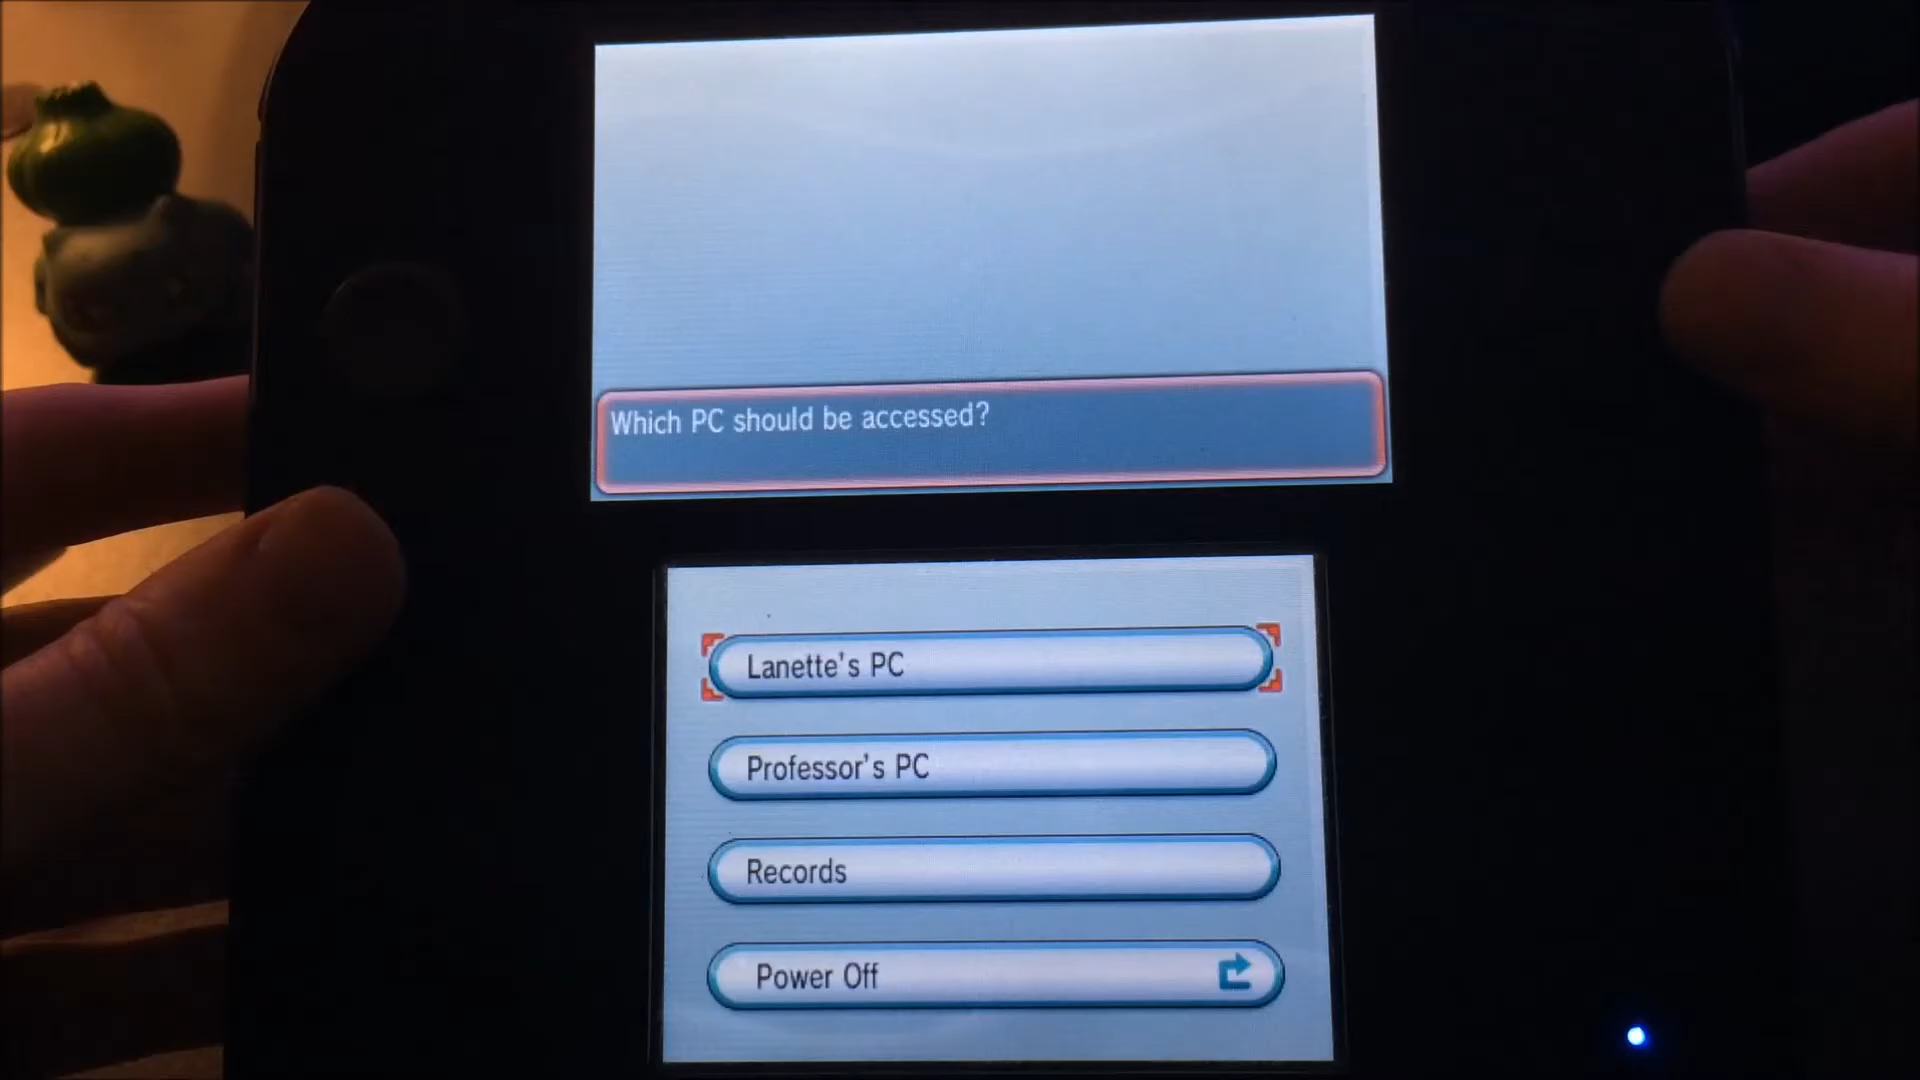 Which PC should be accessed?
Lanette's PC
Professor's PC
Records
Power Off